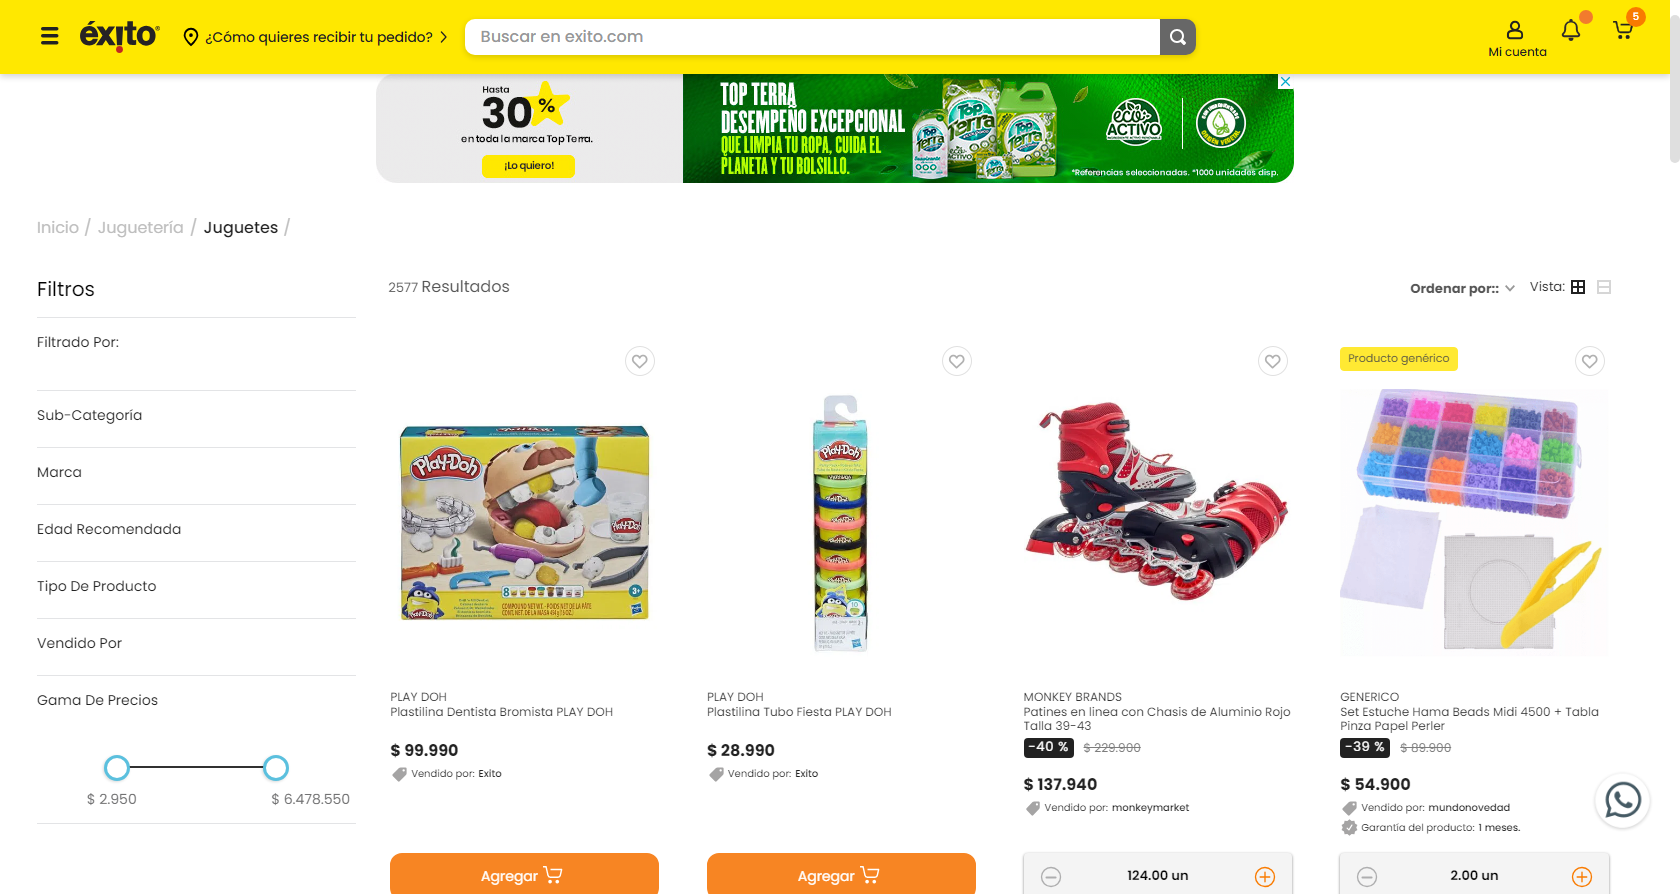 éxito
¿Cómo quieres recibir tu pedido?
Buscar en exito.com
Mi cuenta
5
Hasta
30 %
en toda la marca Top Terra.
¡Lo quiero!
TOP TERRA
DESEMPEÑO EXCEPCIONAL
QUE LIMPIA TU ROPA, CUIDA EL
PLANETA Y TU BOLSILLO.
Top Terra
eco
ACTIVO
*Referencias seleccionadas. *1000 unidades disp.
Inicio / Juguetería / Juguetes /
Filtros
2577 Resultados
Ordenar por::
Vista:
Filtrado Por:
Sub-Categoría
Marca
Edad Recomendada
Tipo De Producto
Vendido Por
Gama De Precios
$ 2.950
$ 6.478.550
Play-Doh
Play-Doh
Producto genérico
PLAY DOH
Plastilina Dentista Bromista PLAY DOH
$ 99.990
Vendido por: Exito
Agregar
PLAY DOH
Plastilina Tubo Fiesta PLAY DOH
$ 28.990
Vendido por: Exito
Agregar
MONKEY BRANDS
Patines en linea con Chasis de Aluminio Rojo
Talla 39-43
-40 % $ 229.900
$ 137.940
Vendido por: monkeymarket
124.00 un
GENERICO
Set Estuche Hama Beads Midi 4500 + Tabla
Pinza Papel Perler
-39 % $ 89.900
$ 54.900
Vendido por: mundonovedad
Garantía del producto: 1 meses.
2.00 un